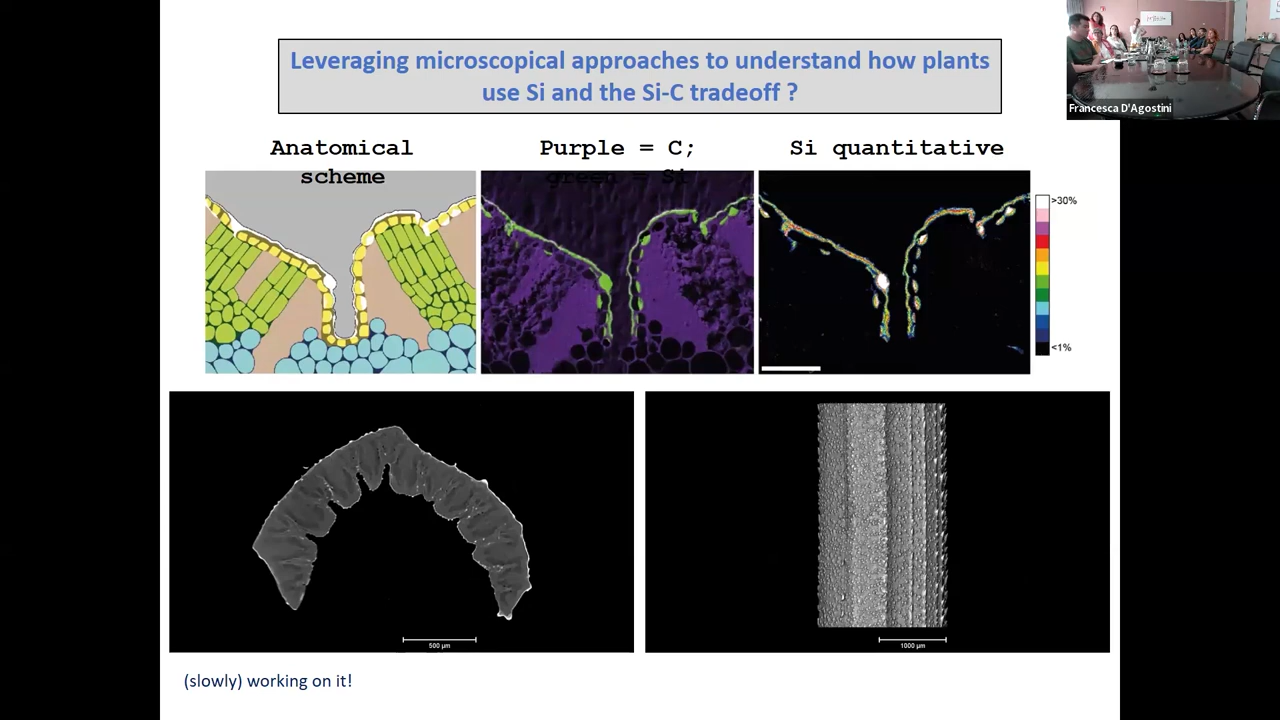 Leveraging microscopical approaches to understand how plants
use Si and the Si-C tradeoff ?
Francesca D'Agostini
Anatomical
scheme
Purple = C;
green = Si
Si quantitative
>30%
<1%
500 µm
1000 µm
(slowly) working on it!